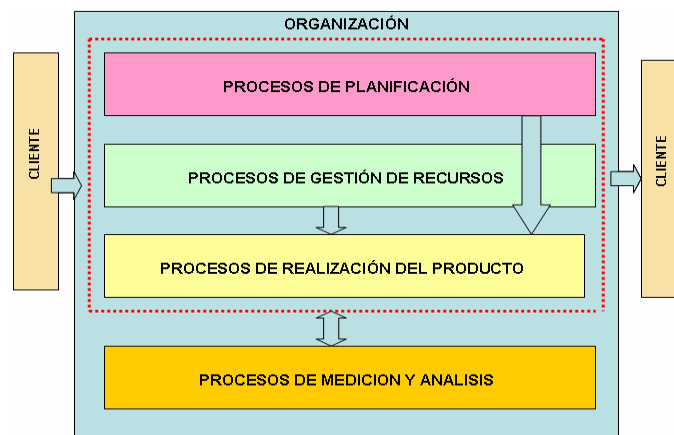 ORGANIZACIÓN
PROCESOS DE PLANIFICACIÓN
CLIENTE
PROCESOS DE GESTIÓN DE RECURSOS
CLIENTE
PROCESOS DE REALIZACIÓN DEL PRODUCTO
PROCESOS DE MEDICION Y ANALISIS